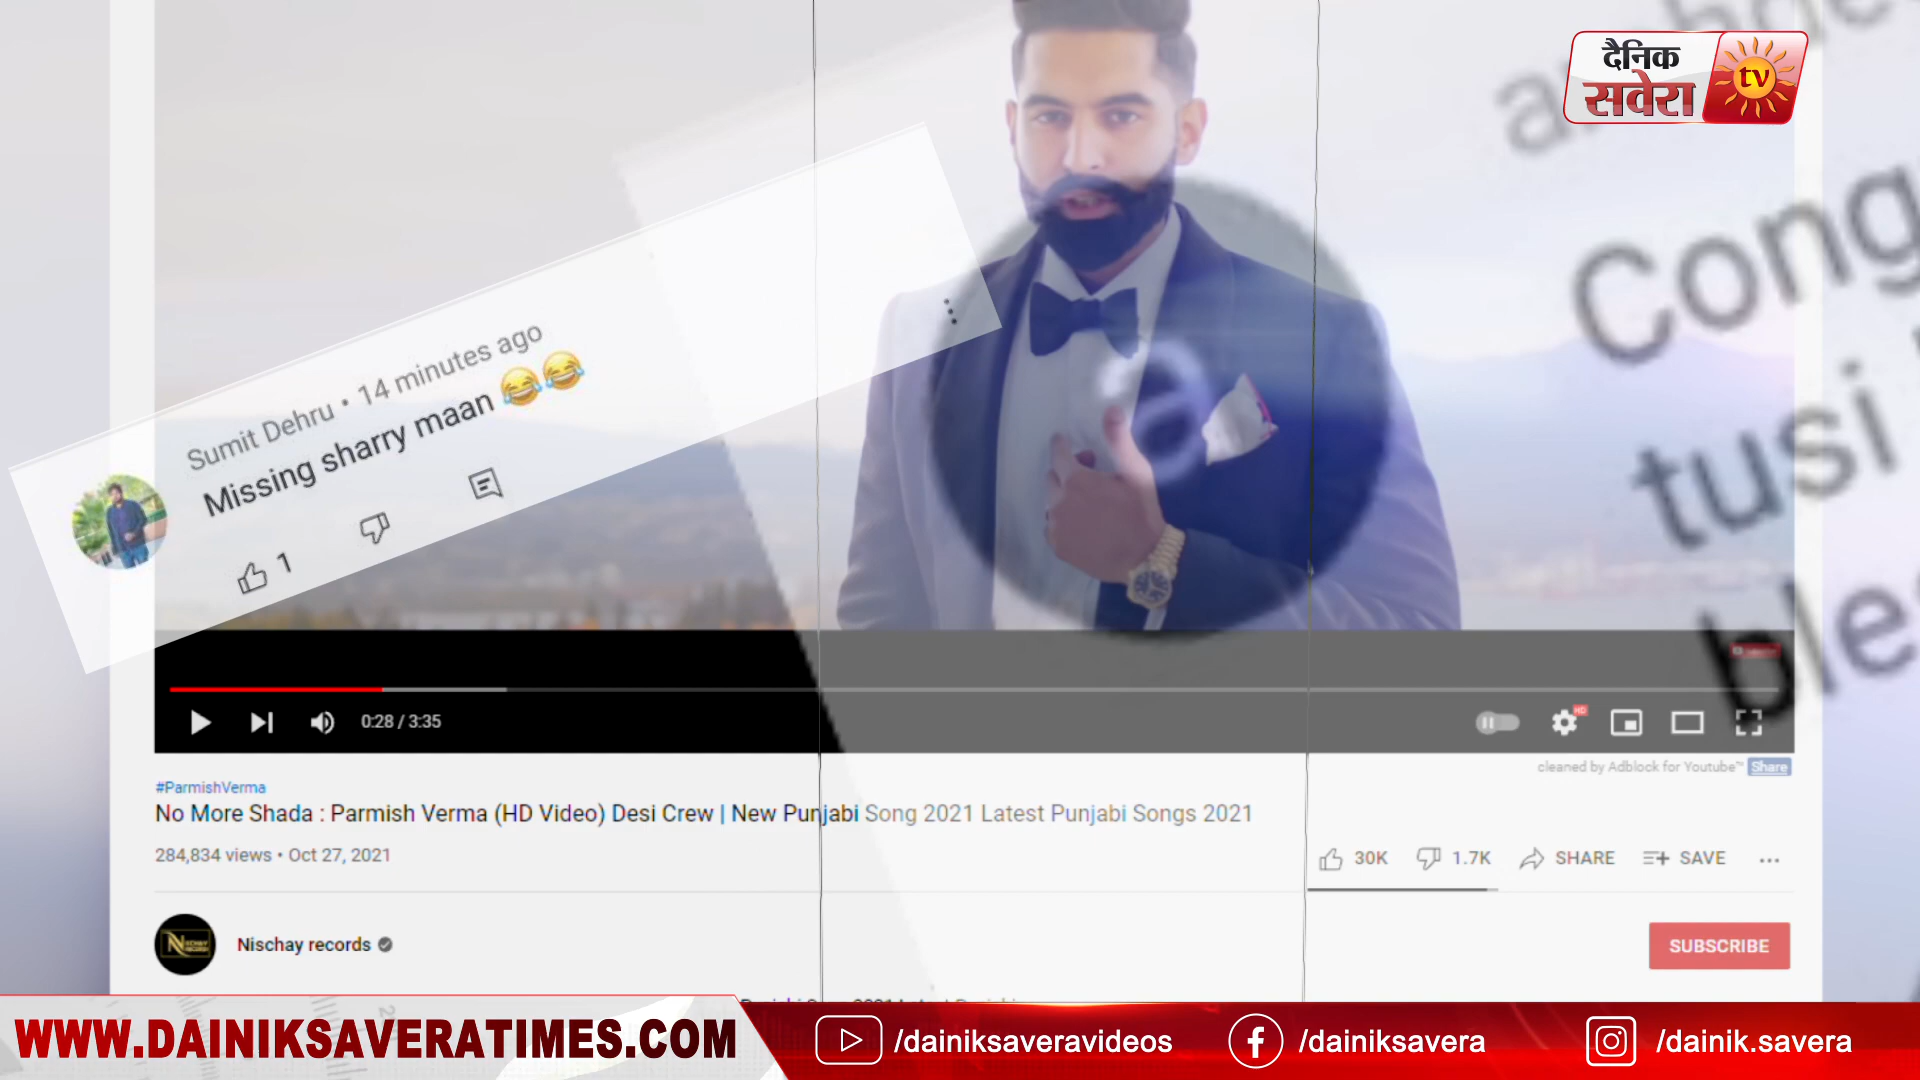 दैनिक
सवेरा
tv
Cong
tusi
Sumit Dehru • 14 minutes ago
Missing sharry maan 😂😂
1
0:28 / 3:35
HD
cleaned by Adblock for Youtube™ Share
#ParmishVerma
No More Shada : Parmish Verma (HD Video) Desi Crew | New Punjabi Song 2021 Latest Punjabi Songs 2021
284,834 views • Oct 27, 2021
30K 1.7K SHARE SAVE
Nischay records
SUBSCRIBE
WWW.DAINIKSAVERATIMES.COM
/dainiksaveravideos
/dainiksavera
/dainik.savera